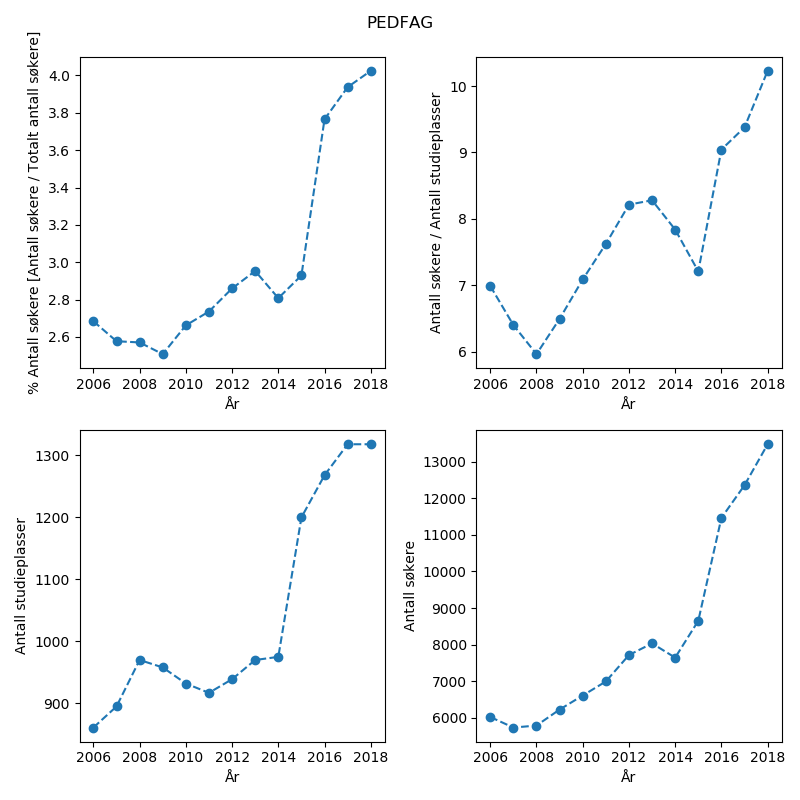 PEDFAG
% Antall søkere [Antall søkere / Totalt antall søkere]
4.0
3.8
3.6
3.4
3.2
3.0
2.8
2.6
2006 2008 2010 2012 2014 2016 2018
År
Antall søkere / Antall studieplasser
10
9
8
7
6
2006 2008 2010 2012 2014 2016 2018
År
Antall studieplasser
1300
1200
1100
1000
900
2006 2008 2010 2012 2014 2016 2018
År
Antall søkere
13000
12000
11000
10000
9000
8000
7000
6000
2006 2008 2010 2012 2014 2016 2018
År